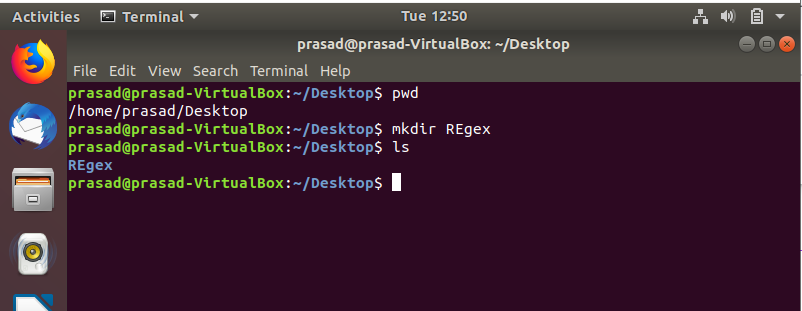 Activities Terminal Tue 12:50
prasad@prasad-VirtualBox: ~/Desktop
File Edit View Search Terminal Help
prasad@prasad-VirtualBox:~/Desktop$ pwd
/home/prasad/Desktop
prasad@prasad-VirtualBox:~/Desktop$ mkdir REgex
prasad@prasad-VirtualBox:~/Desktop$ ls
REgex
prasad@prasad-VirtualBox:~/Desktop$